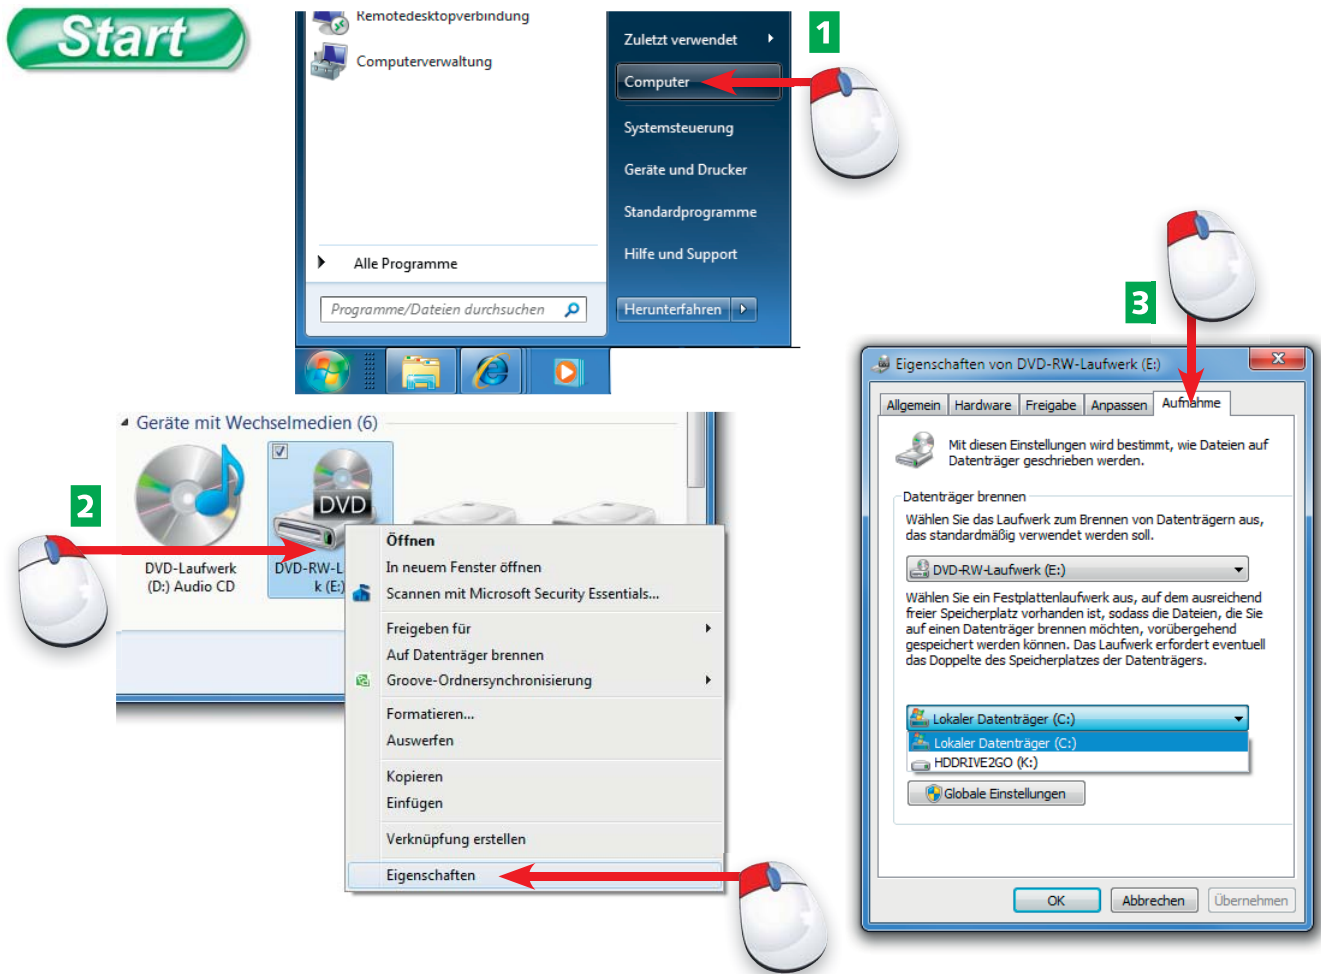 Start
Remotedesktopverbindung
Computerverwaltung
Alle Programme
Programme/Dateien durchsuchen
Zuletzt verwendet
Computer
Systemsteuerung
Geräte und Drucker
Standardprogramme
Hilfe und Support
Herunterfahren
1
2
Geräte mit Wechselmedien (6)
DVD-Laufwerk
(D:) Audio CD
DVD
DVD-RW-L
k (E:)
Öffnen
In neuem Fenster öffnen
Scannen mit Microsoft Security Essentials...
Freigeben für
Auf Datenträger brennen
Groove-Ordnersynchronisierung
Formatieren...
Auswerfen
Kopieren
Einfügen
Verknüpfung erstellen
Eigenschaften
3
Eigenschaften von DVD-RW-Laufwerk (E:)
Allgemein Hardware Freigabe Anpassen Aufnahme
Mit diesen Einstellungen wird bestimmt, wie Dateien auf
Datenträger geschrieben werden.
Datenträger brennen
Wählen Sie das Laufwerk zum Brennen von Datenträgern aus,
das standardmäßig verwendet werden soll.
DVD-RW-Laufwerk (E:)
Wählen Sie ein Festplattenlaufwerk aus, auf dem ausreichend
freier Speicherplatz vorhanden ist, sodass die Dateien, die Sie
auf einen Datenträger brennen möchten, vorübergehend
gespeichert werden können. Das Laufwerk erfordert eventuell
das Doppelte des Speicherplatzes der Datenträgers.
Lokaler Datenträger (C:)
Lokaler Datenträger (C:)
HDDRIVE2GO (K:)
Globale Einstellungen
OK Abbrechen Übernehmen